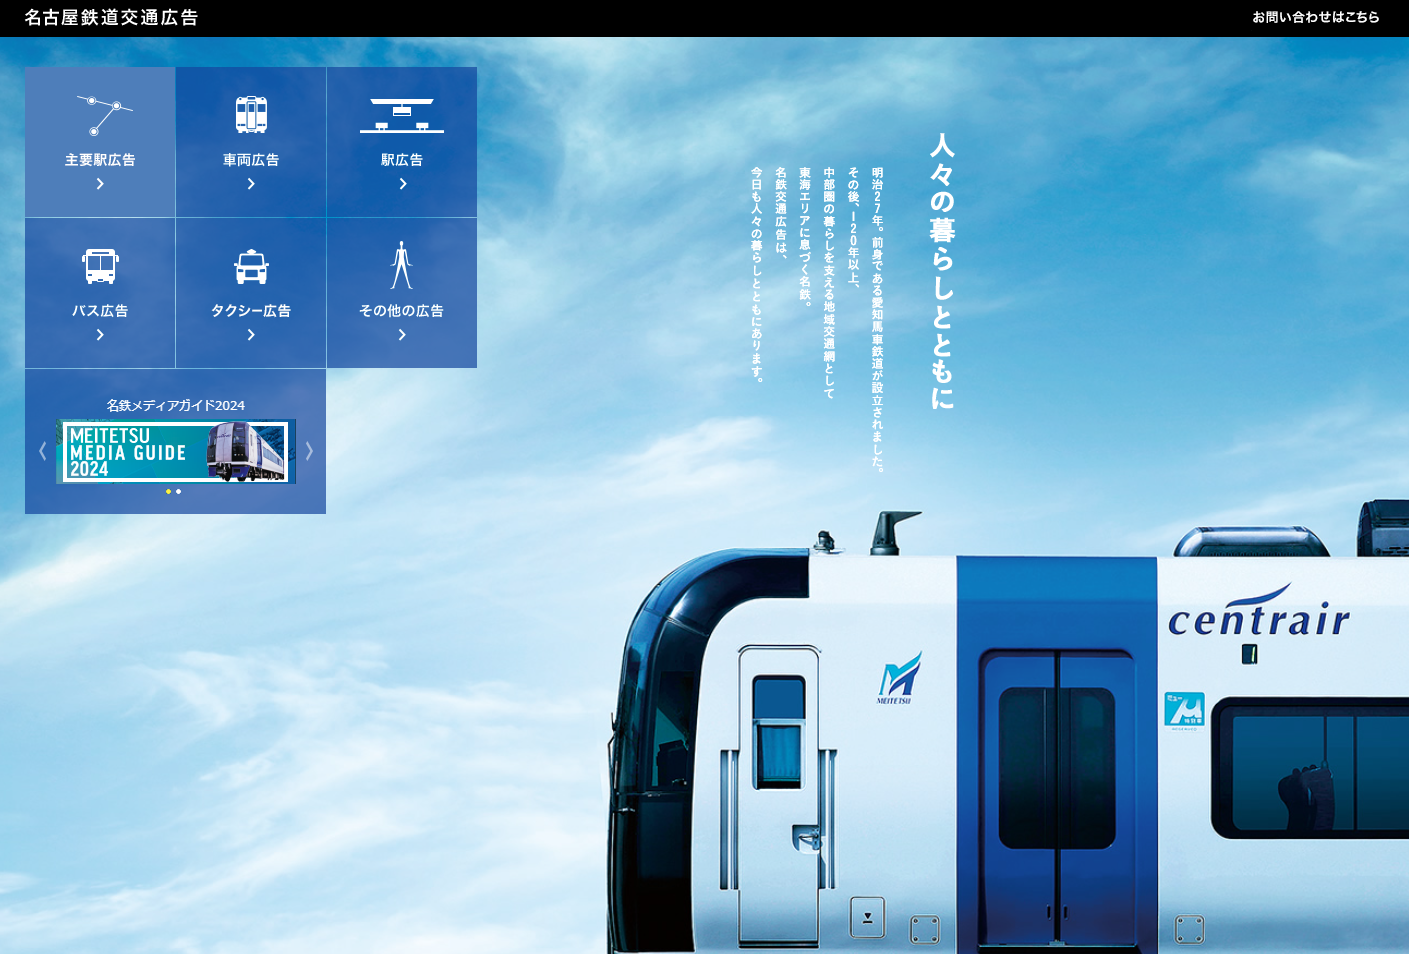 名古屋鉄道交通広告
お問い合わせはこちら
主要駅広告
車両広告
駅広告
バス広告
タクシー広告
その他の広告
名鉄メディアガイド2024
MEITETSU
MEDIA GUIDE
2024
人々の暮らしとともに
明治27年。前身である愛知馬車鉄道が設立されました。
その後、120年以上、
中部圏の暮らしを支える地域交通網として
東海エリアに息づく名鉄。
名鉄交通広告は、
今日も人々の暮らしとともにあります。
centrair
MEITETSU
ミュー
μ
特別車